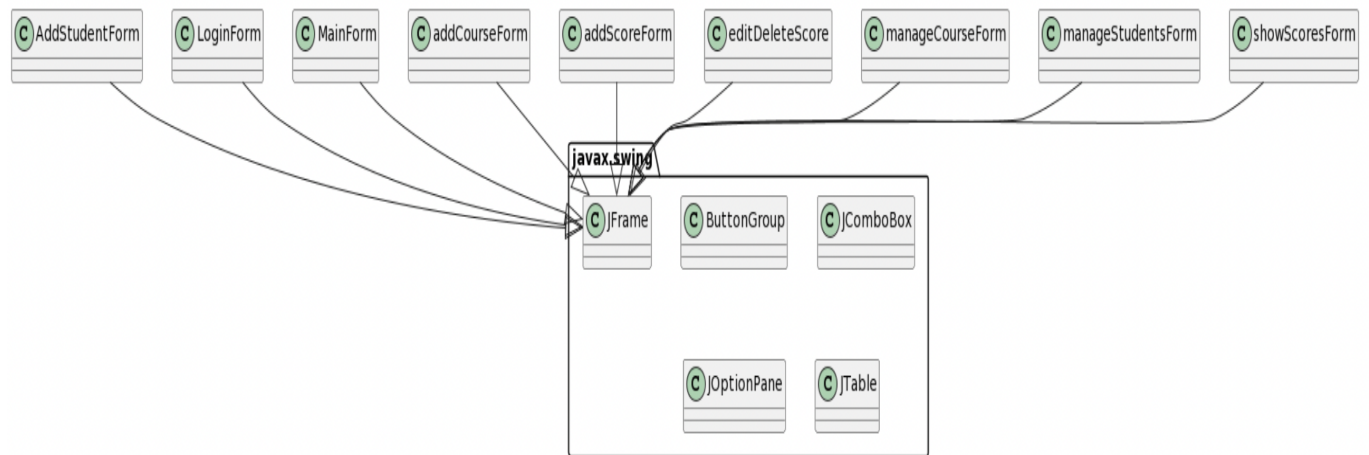 C AddStudentForm
C LoginForm
C MainForm
C addCourseForm
C addScoreForm
C editDeleteScore
C manageCourseForm
C manageStudentsForm
C showScoresForm
javax.swing
C JFrame
C ButtonGroup
C JComboBox
C JOptionPane
C JTable